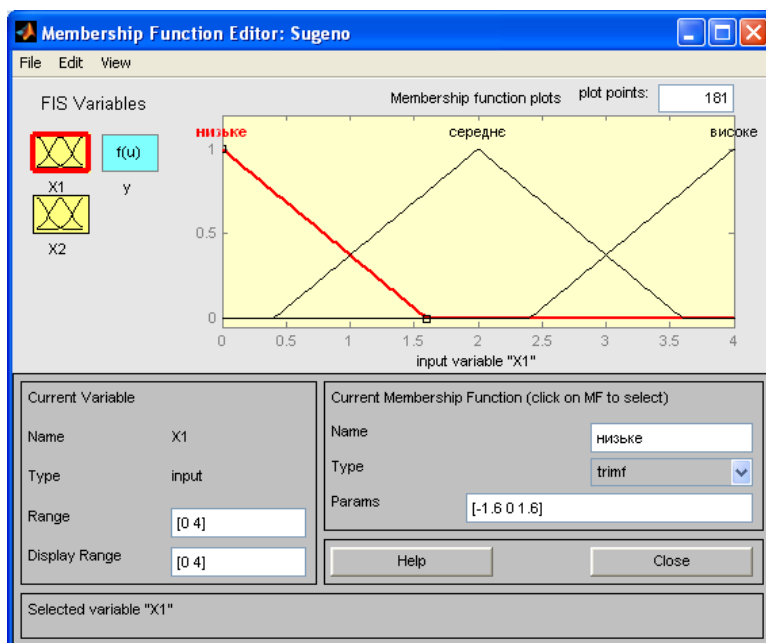 Membership Function Editor: Sugeno
File Edit View
FIS Variables
Membership function plots
plot points:
181
f(u)
X1
y
X2
низьке
середнє
високе
1
0.5
0
0
0.5
1
1.5
2
2.5
3
3.5
4
input variable "X1"
Current Variable
Name
X1
Type
input
Range
[0 4]
Display Range
[0 4]
Current Membership Function (click on MF to select)
Name
низьке
Type
trimf
Params
[-1.6 0 1.6]
Help
Close
Selected variable "X1"